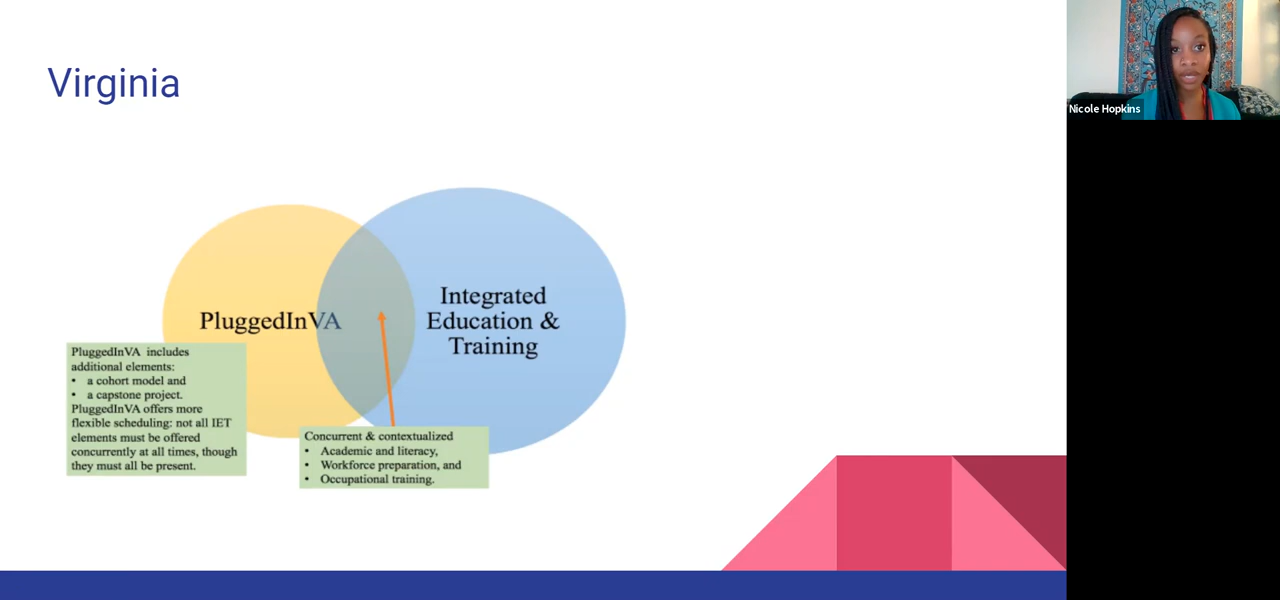 Virginia
Nicole Hopkins
PluggedInVA
Integrated
Education &
Training
PluggedInVA includes
additional elements:
• a cohort model and
• a capstone project.
PluggedInVA offers more
flexible scheduling: not all IET
elements must be offered
concurrently at all times, though
they must all be present.
Concurrent & contextualized
• Academic and literacy,
• Workforce preparation, and
• Occupational training.